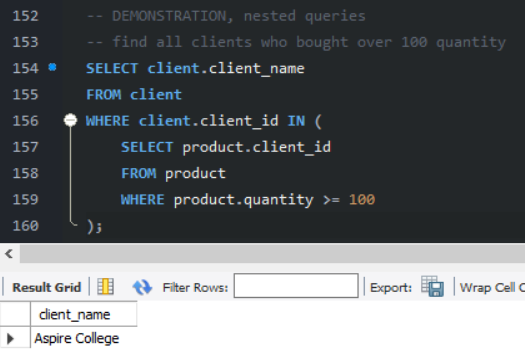 152 -- DEMONSTRATION, nested queries
153 -- find all clients who bought over 100 quantity
154 SELECT client.client_name
155 FROM client
156 WHERE client.client_id IN (
157 SELECT product.client_id
158 FROM product
159 WHERE product.quantity >= 100
160 );
Result Grid Filter Rows: Export: Wrap Cell C
client_name
Aspire College